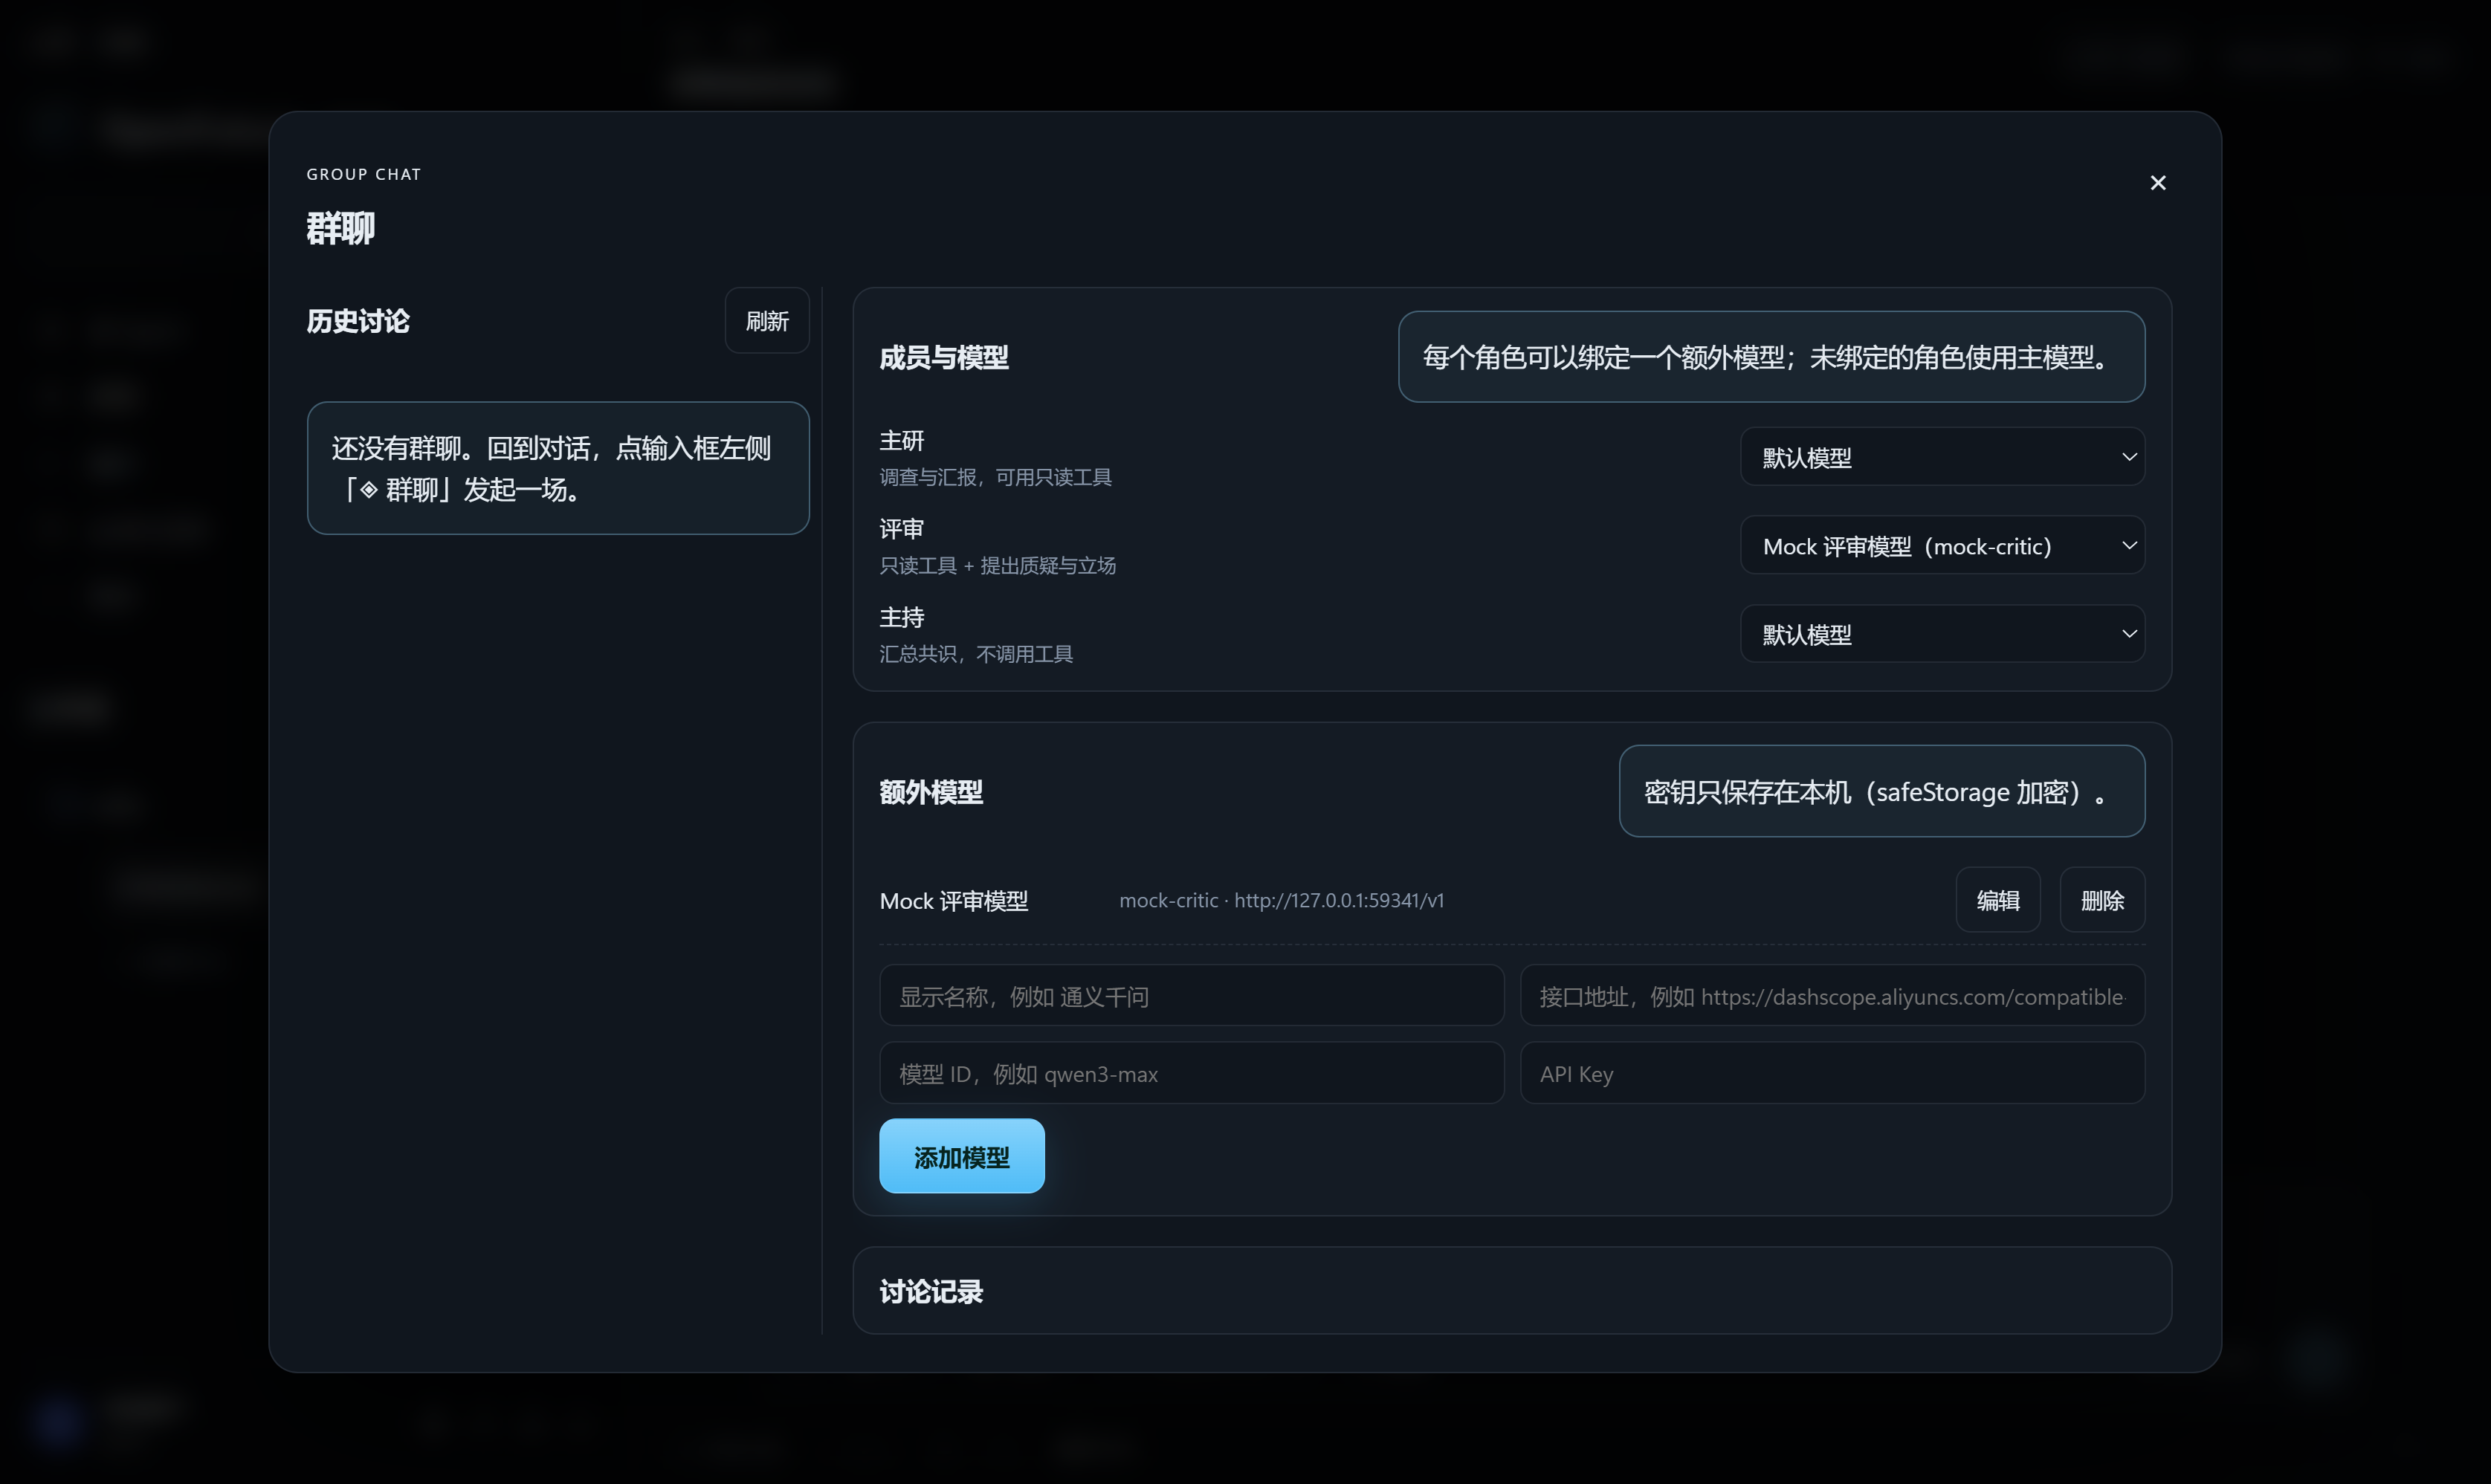 GROUP CHAT
群聊
历史讨论
刷新
还没有群聊。回到对话，点输入框左侧
「◈ 群聊」发起一场。
成员与模型
每个角色可以绑定一个额外模型；未绑定的角色使用主模型。
主研
调查与汇报，可用只读工具
默认模型
评审
只读工具 + 提出质疑与立场
Mock 评审模型（mock-critic）
主持
汇总共识，不调用工具
默认模型
额外模型
密钥只保存在本机（safeStorage 加密）。
Mock 评审模型
mock-critic · http://127.0.0.1:59341/v1
编辑
删除
显示名称，例如 通义千问
接口地址，例如 https://dashscope.aliyuncs.com/compatible-
模型 ID，例如 qwen3-max
API Key
添加模型
讨论记录